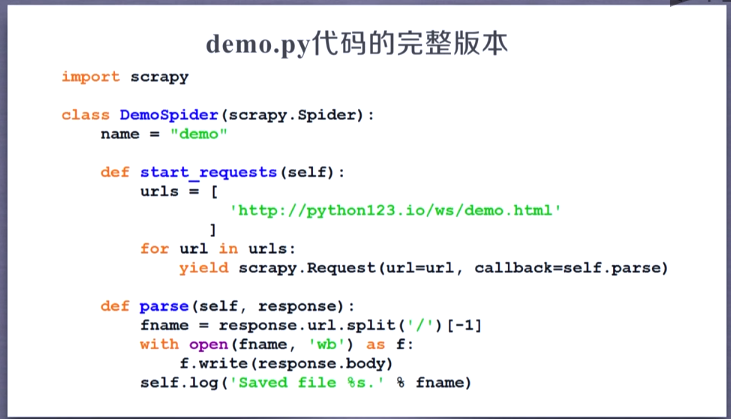 demo.py代码的完整版本
import scrapy
class DemoSpider(scrapy.Spider):
    name = "demo"
    def start_requests(self):
        urls = [
                 'http://python123.io/ws/demo.html'
               ]
        for url in urls:
            yield scrapy.Request(url=url, callback=self.parse)
    def parse(self, response):
        fname = response.url.split('/')[-1]
        with open(fname, 'wb') as f:
            f.write(response.body)
        self.log('Saved file %s.' % fname)